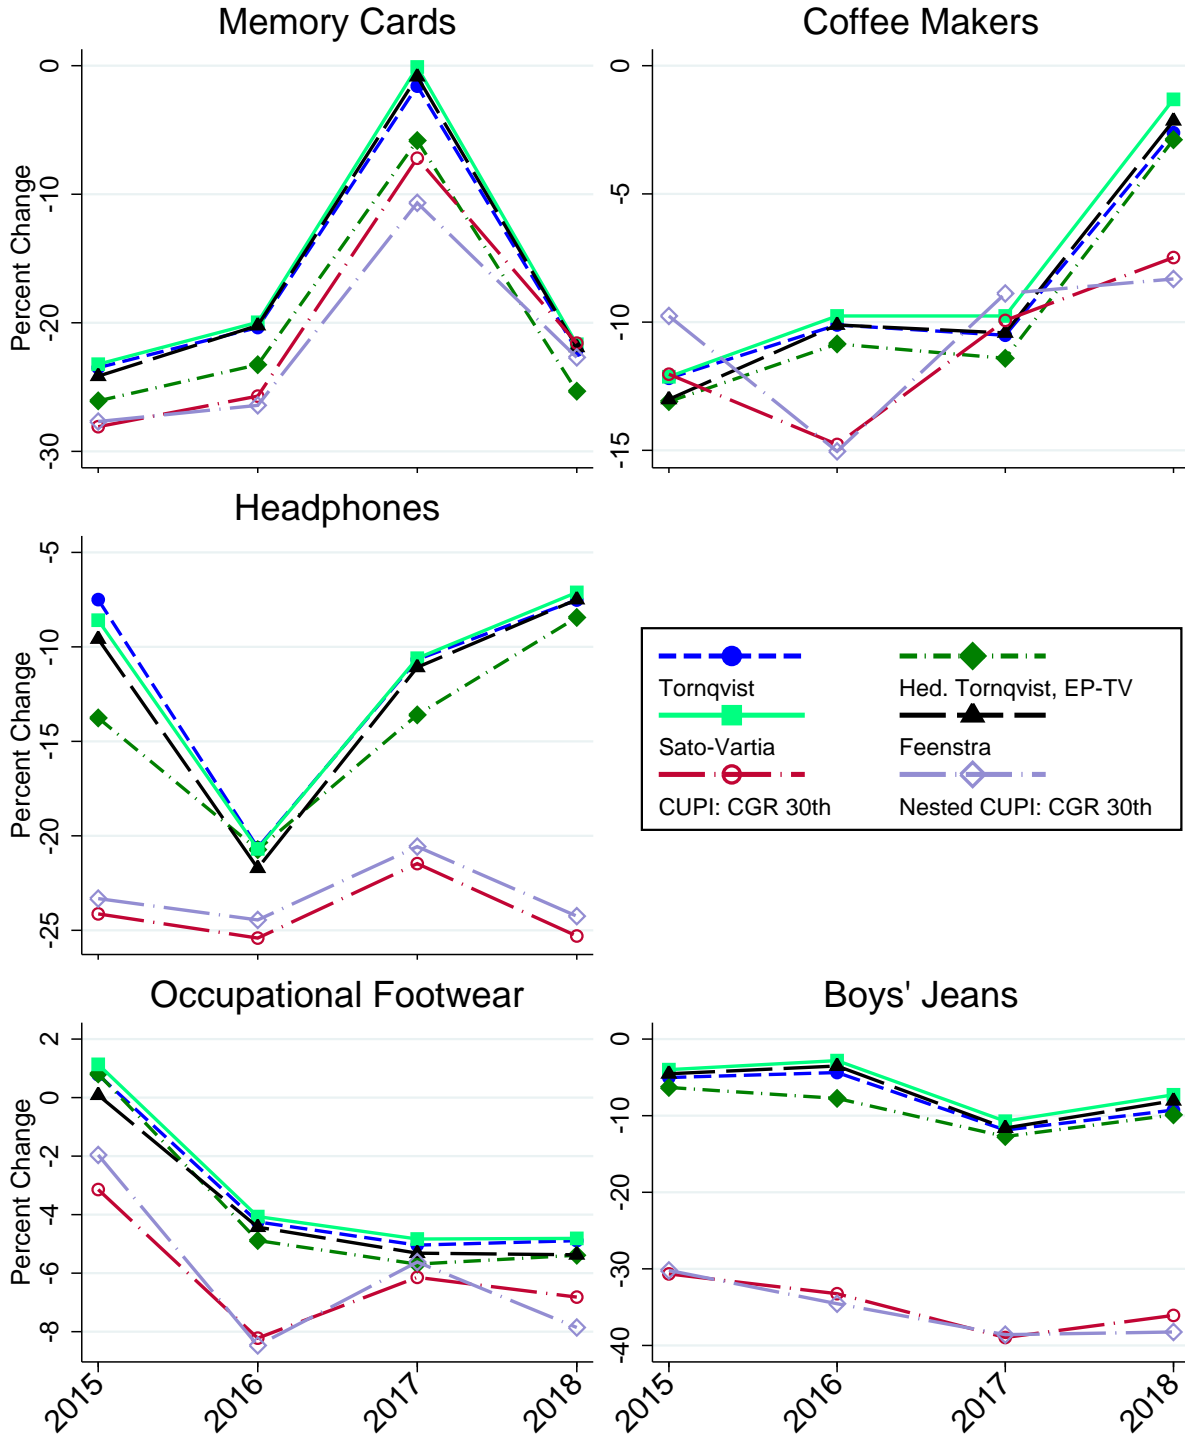 Memory Cards
Percent Change
0
-10
-20
-30
Coffee Makers
0
-5
-10
-15
Headphones
Percent Change
-5
-10
-15
-20
-25
Tornqvist
Hed. Tornqvist, EP-TV
Sato-Vartia
Feenstra
CUPI: CGR 30th
Nested CUPI: CGR 30th
Occupational Footwear
Percent Change
2
0
-2
-4
-6
-8
2015
2016
2017
2018
Boys' Jeans
0
-10
-20
-30
-40
2015
2016
2017
2018